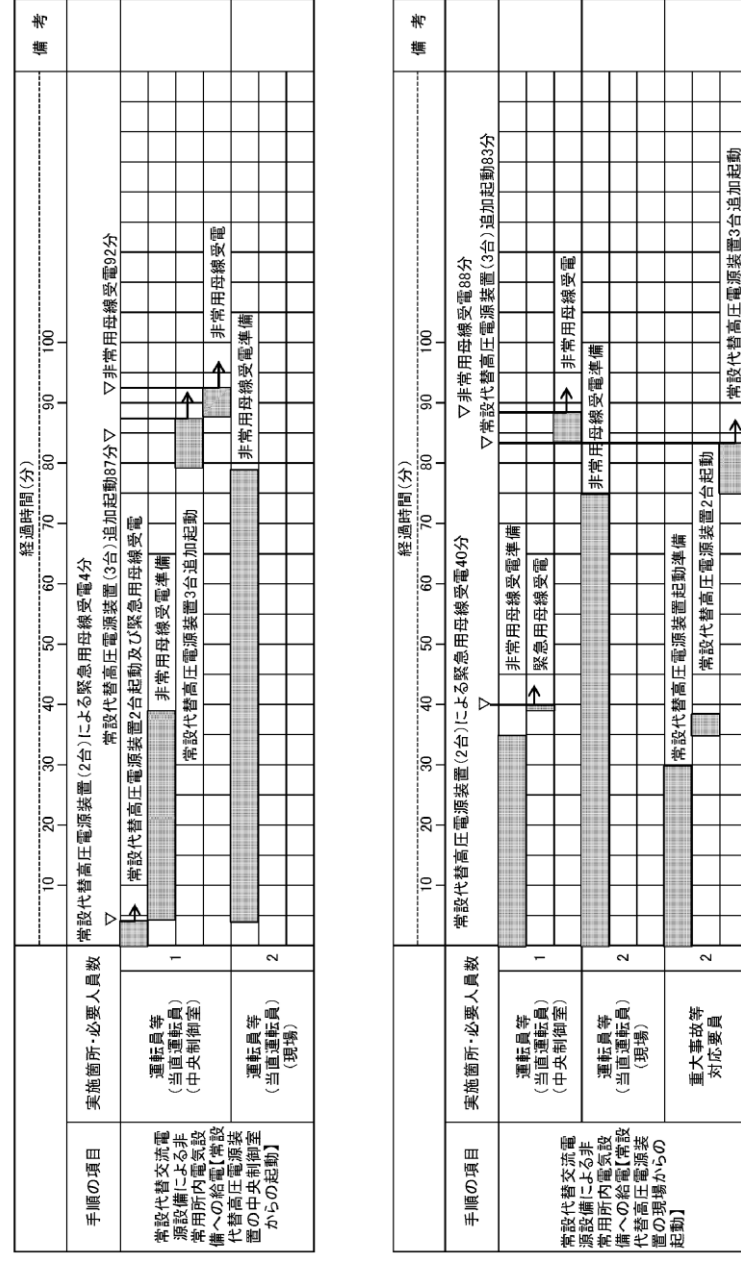 経過時間(分)
備 考
10 20 30 40 50 60 70 80 90 100
手順の項目
実施箇所・必要人員数
常設代替高圧電源装置(2台)による緊急用母線受電4分
▽
常設代替高圧電源装置(3台)追加起動87分▽
▽非常用母線受電92分
常設代替交流電
源設備による非
常用所内電気設
備への給電【常設
代替高圧電源装
置の中央制御室
からの起動】
運転員等
(当直運転員)
(中央制御室)
1
常設代替高圧電源装置2台起動及び緊急用母線受電
非常用母線受電準備
常設代替高圧電源装置3台追加起動
非常用母線受電
運転員等
(当直運転員)
(現場)
2
非常用母線受電準備
経過時間(分)
備 考
10 20 30 40 50 60 70 80 90 100
手順の項目
実施箇所・必要人員数
常設代替高圧電源装置(2台)による緊急用母線受電40分
▽
▽非常用母線受電88分
▽常設代替高圧電源装置(3台)追加起動83分
常設代替交流電
源設備による非
常用所内電気設
備への給電【常設
代替高圧電源装
置の現場からの
起動】
運転員等
(当直運転員)
(中央制御室)
1
非常用母線受電準備
緊急用母線受電
非常用母線受電
運転員等
(当直運転員)
(現場)
2
非常用母線受電準備
重大事故等
対応要員
2
常設代替高圧電源装置起動準備
常設代替高圧電源装置2台起動
常設代替高圧電源装置3台追加起動